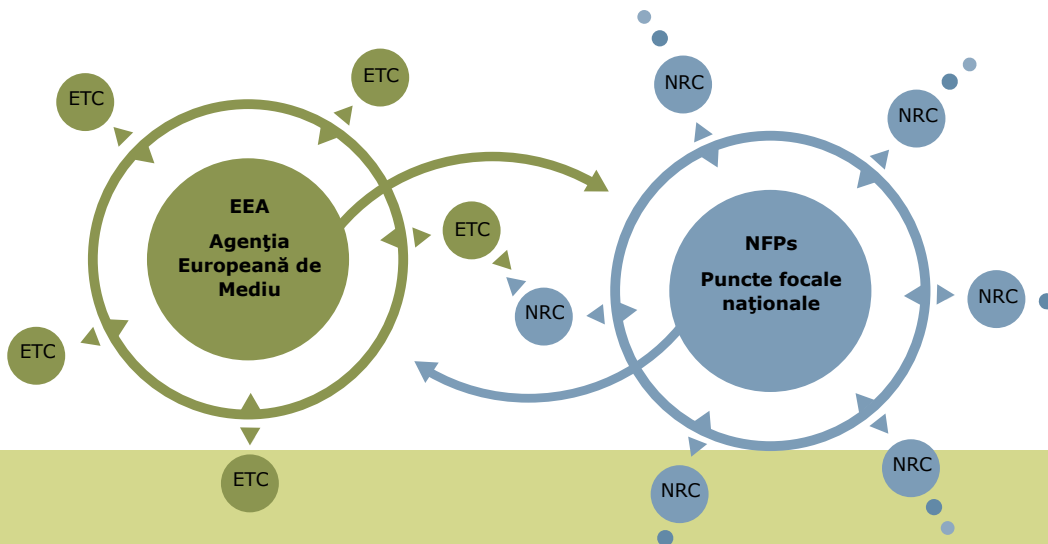 ETC
ETC
EEA
Agenţia
Europeană de
Mediu
ETC
ETC
ETC
NRC
NRC
NRC
NFPs
Puncte focale
naţionale
NRC
NRC
NRC